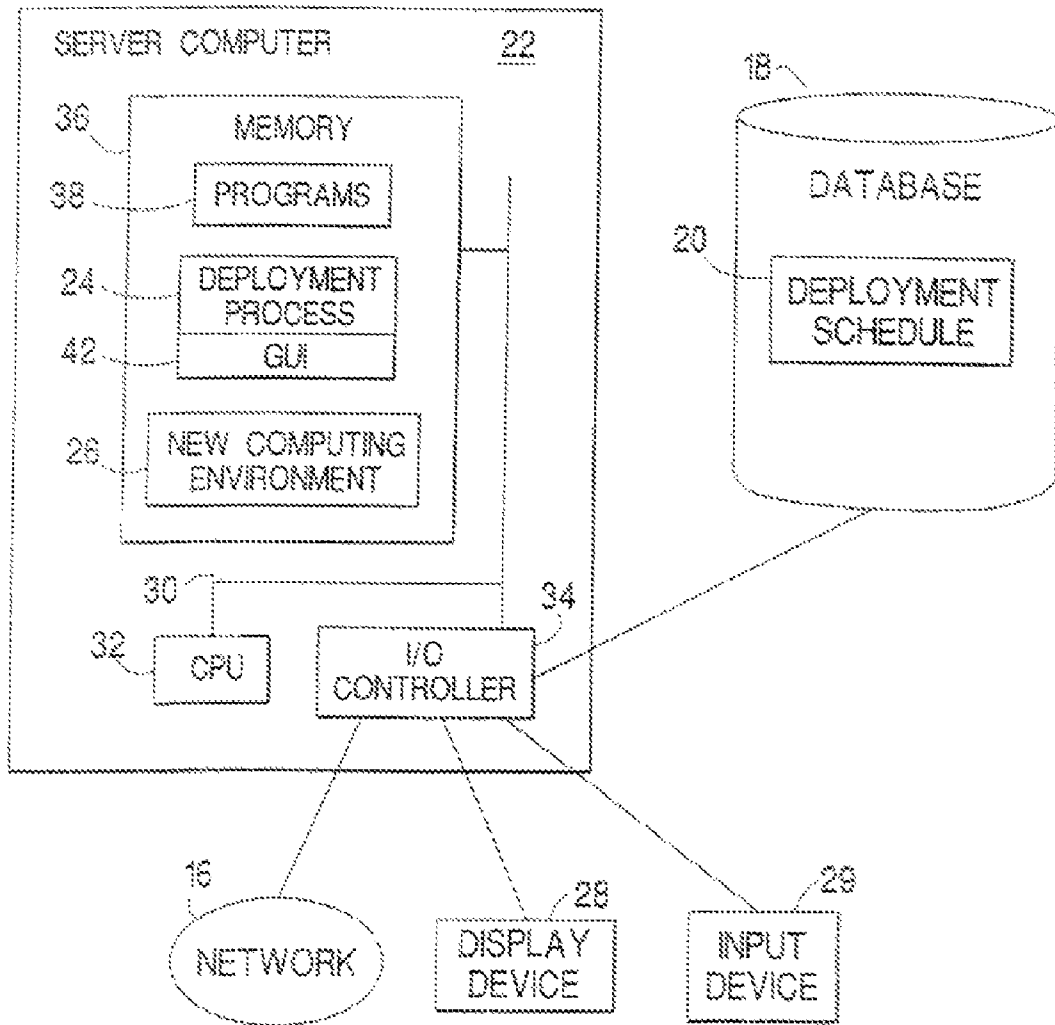 SERVER COMPUTER 22
36
MEMORY
38
PROGRAMS
24
DEPLOYMENT
PROCESS
42
GUI
26
NEW COMPUTING
ENVIRONMENT
30
32
CPU
34
I/O
CONTROLLER
18
DATABASE
20
DEPLOYMENT
SCHEDULE
16
NETWORK
28
DISPLAY
DEVICE
29
INPUT
DEVICE